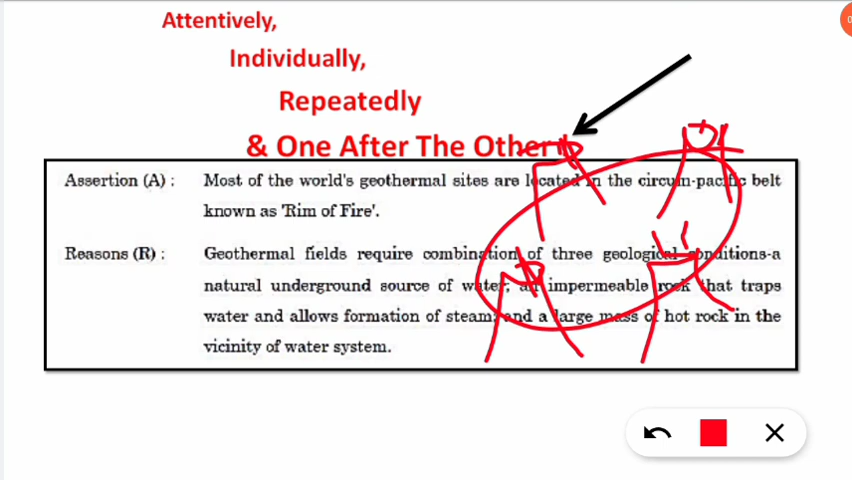 Attentively,
Individually,
Repeatedly
& One After The Other
Assertion (A) : Most of the world's geothermal sites are located in the circum-pacific belt
known as 'Rim of Fire'.
Reasons (R) : Geothermal fields require combination of three geological conditions-a
natural underground source of water; an impermeable rock that traps
water and allows formation of steam; and a large mass of hot rock in the
vicinity of water system.